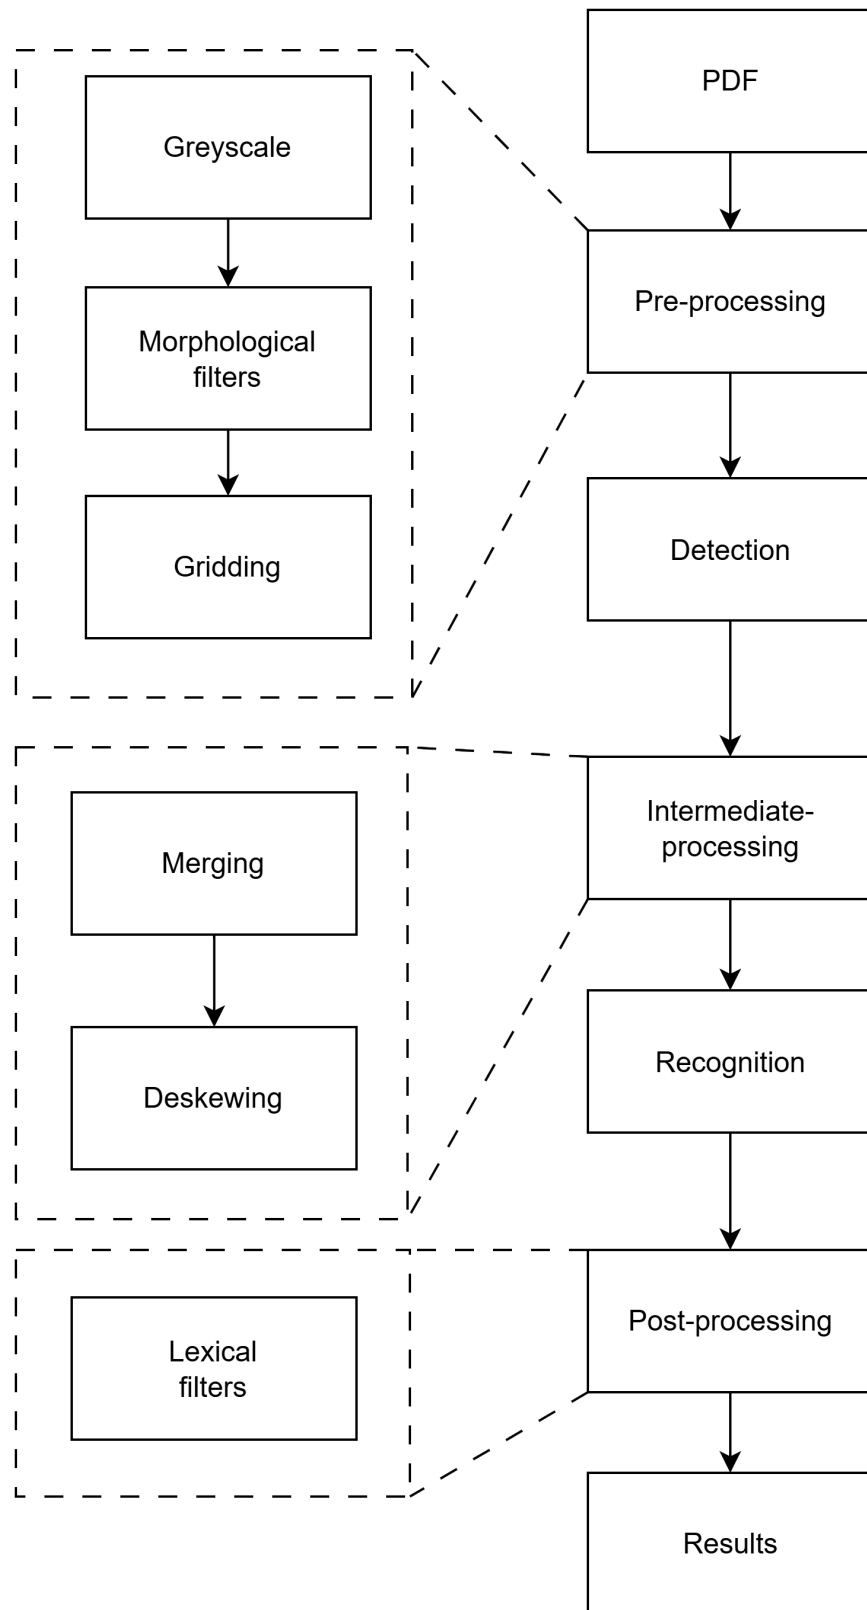 PDF
Greyscale
Pre-processing
Morphological
filters
Detection
Gridding
Intermediate-
processing
Merging
Recognition
Deskewing
Post-processing
Lexical
filters
Results